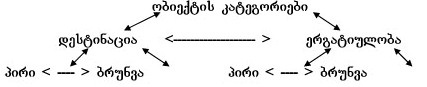 ობიექტის კატეგორიები
დესტინაცია <--------------------- > ერგატიულობა
პირი < ---- > ბრუნვა პირი < ---- > ბრუნვა